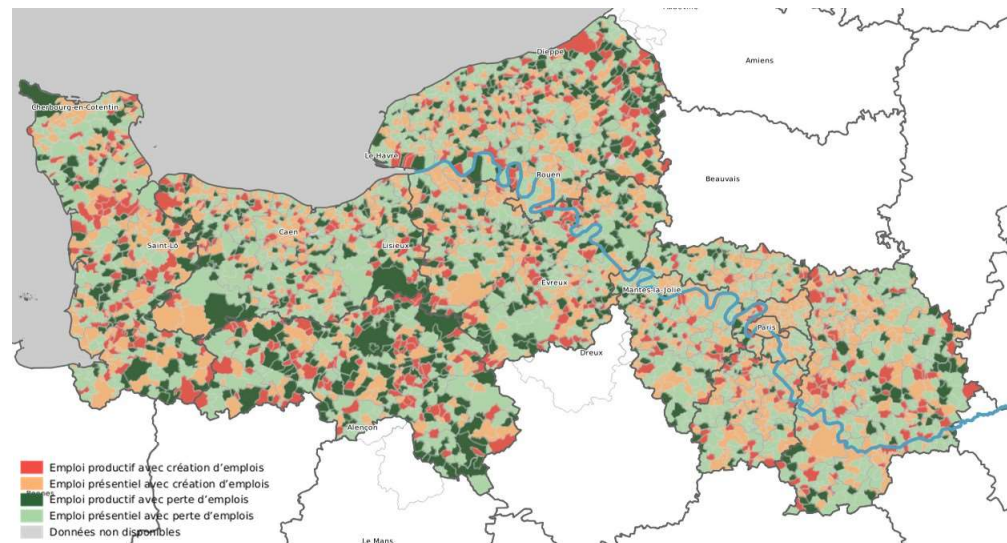 Dieppe
Amiens
Cherbourg-en-Cotentin
Le Havre
Rouen
Beauvais
Caen
Saint-Lô
Lisieux
Evreux
Mantes-la-Jolie
Paris
Dreux
Alençon
Emploi productif avec création d’emplois
Emploi présentiel avec création d’emplois
Emploi productif avec perte d’emplois
Emploi présentiel avec perte d’emplois
Données non disponibles
Le Mans